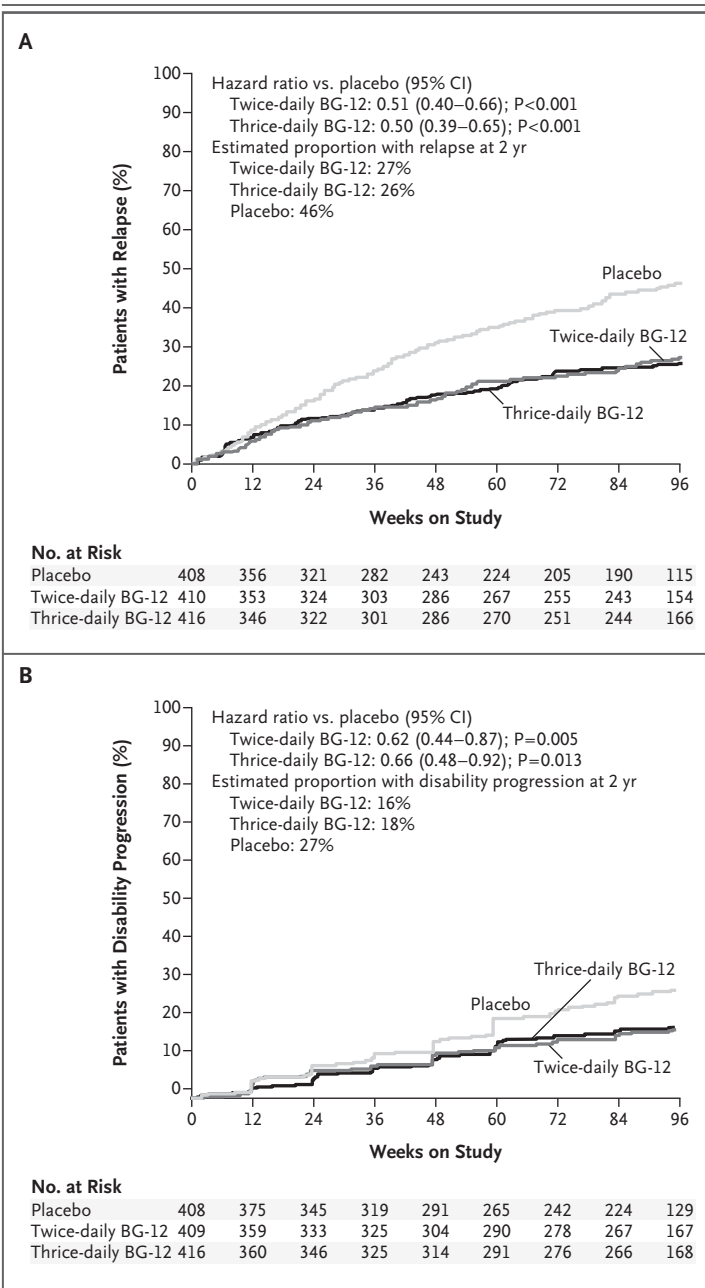 A
100
90
80
70
60
50
40
30
20
10
0
Patients with Relapse (%)
Hazard ratio vs. placebo (95% CI)
Twice-daily BG-12: 0.51 (0.40–0.66); P<0.001
Thrice-daily BG-12: 0.50 (0.39–0.65); P<0.001
Estimated proportion with relapse at 2 yr
Twice-daily BG-12: 27%
Thrice-daily BG-12: 26%
Placebo: 46%
Placebo
Twice-daily BG-12
Thrice-daily BG-12
0 12 24 36 48 60 72 84 96
Weeks on Study
No. at Risk
Placebo 408 356 321 282 243 224 205 190 115
Twice-daily BG-12 410 353 324 303 286 267 255 243 154
Thrice-daily BG-12 416 346 322 301 286 270 251 244 166
B
100
90
80
70
60
50
40
30
20
10
0
Patients with Disability Progression (%)
Hazard ratio vs. placebo (95% CI)
Twice-daily BG-12: 0.62 (0.44–0.87); P=0.005
Thrice-daily BG-12: 0.66 (0.48–0.92); P=0.013
Estimated proportion with disability progression at 2 yr
Twice-daily BG-12: 16%
Thrice-daily BG-12: 18%
Placebo: 27%
Thrice-daily BG-12
Placebo
Twice-daily BG-12
0 12 24 36 48 60 72 84 96
Weeks on Study
No. at Risk
Placebo 408 375 345 319 291 265 242 224 129
Twice-daily BG-12 409 359 333 325 304 290 278 267 167
Thrice-daily BG-12 416 360 346 325 314 291 276 266 168